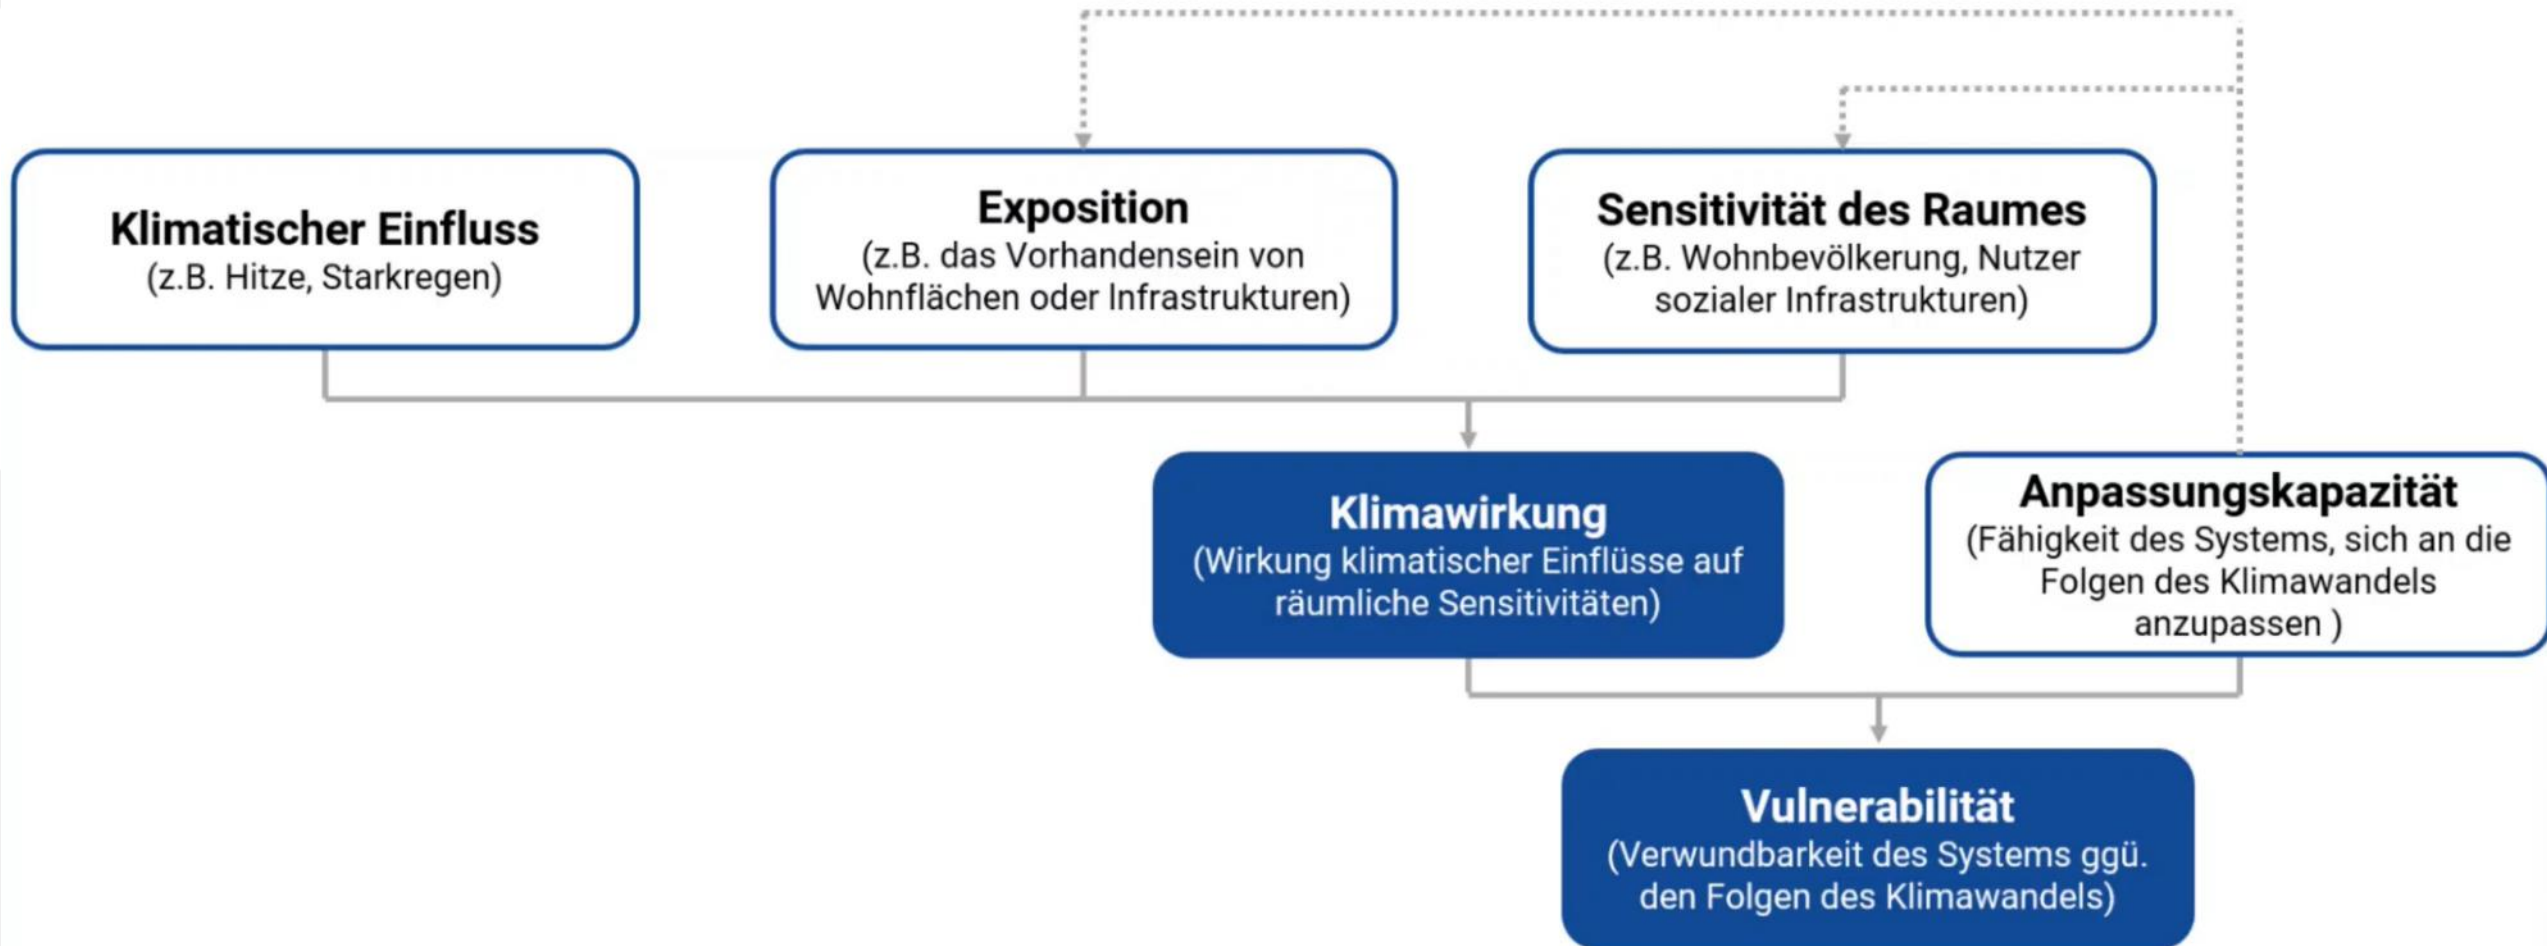 Klimatischer Einfluss
(z.B. Hitze, Starkregen)
Exposition
(z.B. das Vorhandensein von
Wohnflächen oder Infrastrukturen)
Sensitivität des Raumes
(z.B. Wohnbevölkerung, Nutzer
sozialer Infrastrukturen)
Klimawirkung
(Wirkung klimatischer Einflüsse auf
räumliche Sensitivitäten)
Anpassungskapazität
(Fähigkeit des Systems, sich an die
Folgen des Klimawandels
anzupassen )
Vulnerabilität
(Verwundbarkeit des Systems ggü.
den Folgen des Klimawandels)